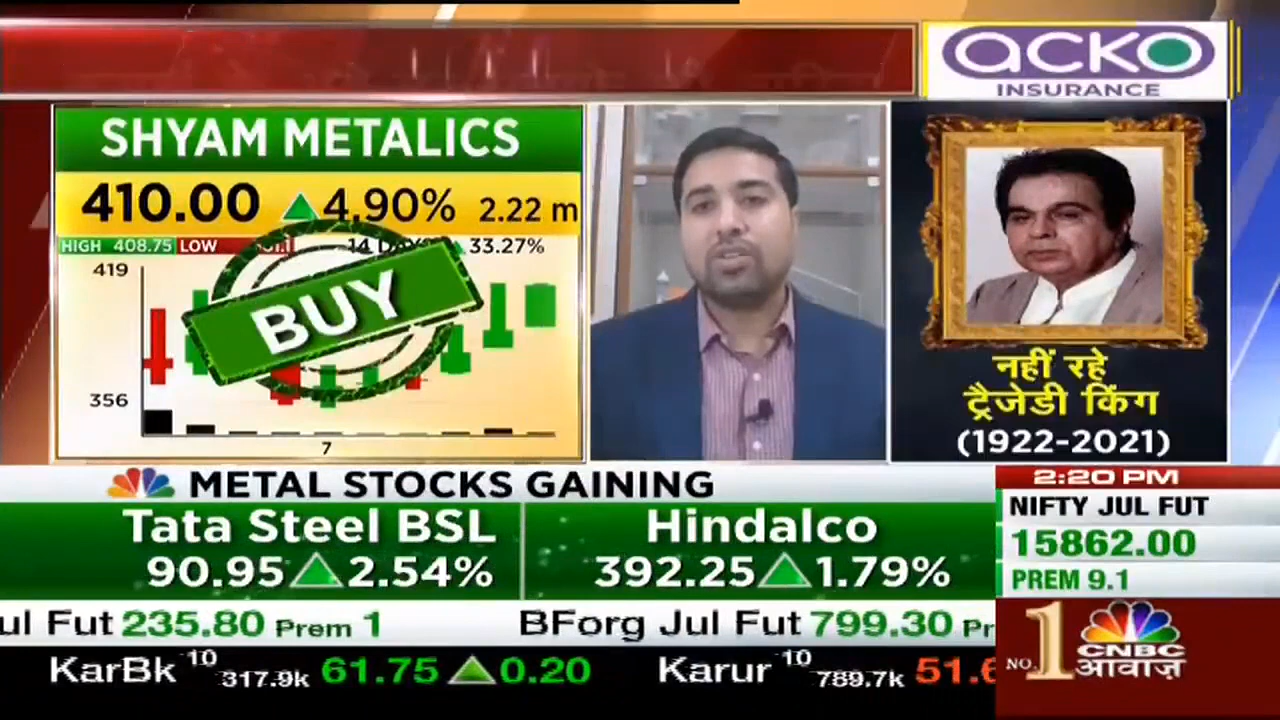 acko
INSURANCE
SHYAM METALICS
410.00 ▲ 4.90% 2.22 m
HIGH 408.75 LOW 14 DAY 33.27%
419
356
7
BUY
नहीं रहे
ट्रैजेडी किंग
(1922-2021)
METAL STOCKS GAINING
Tata Steel BSL
90.95 ▲ 2.54%
Hindalco
392.25 ▲ 1.79%
2:20 PM
NIFTY JUL FUT
15862.00
PREM 9.1
ul Fut 235.80 Prem 1 BForg Jul Fut 799.30 Pr
KarBk 10 317.9k 61.75 ▲ 0.20 Karur 10 789.7k 51.6
NO.1 CNBC
आवाज़